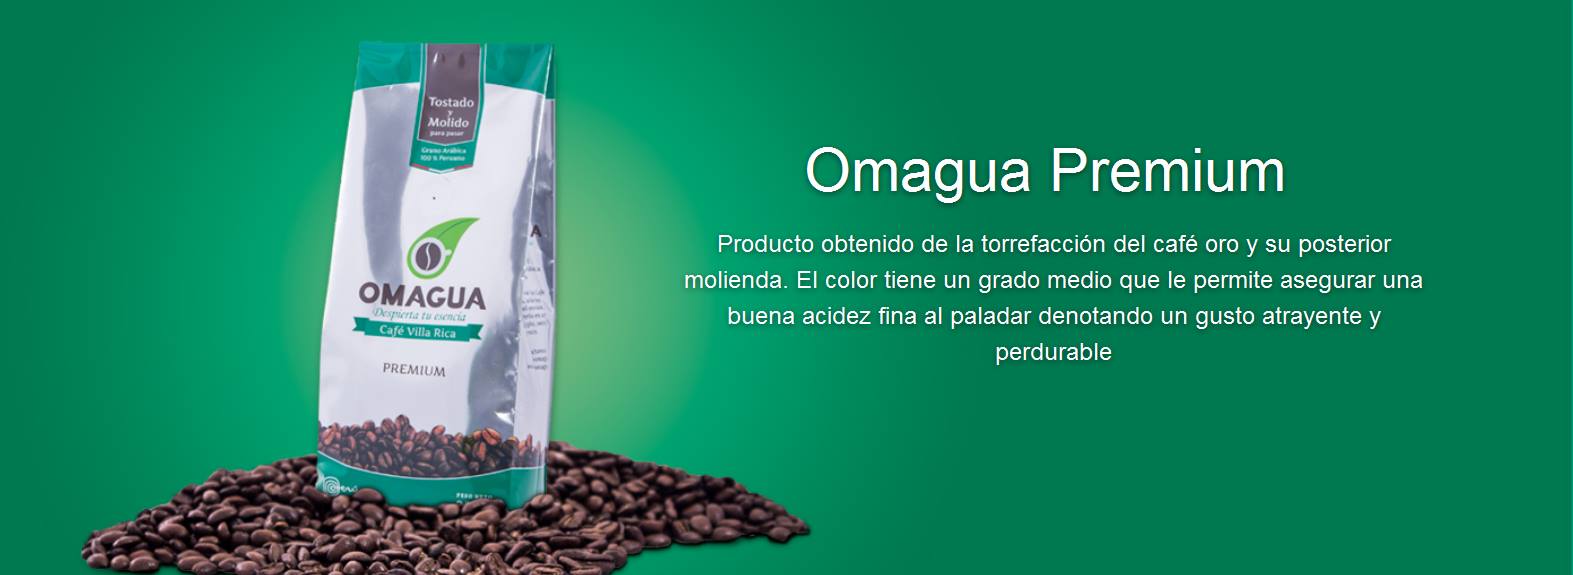 Tostado
y
Molido
para pasar
Grano Arábica
100 % Peruano
OMAGUA
Despierta tu esencia
Café Villa Rica
PREMIUM
PESO NETO
Omagua Premium
Producto obtenido de la torrefacción del café oro y su posterior
molienda. El color tiene un grado medio que le permite asegurar una
buena acidez fina al paladar denotando un gusto atrayente y
perdurable